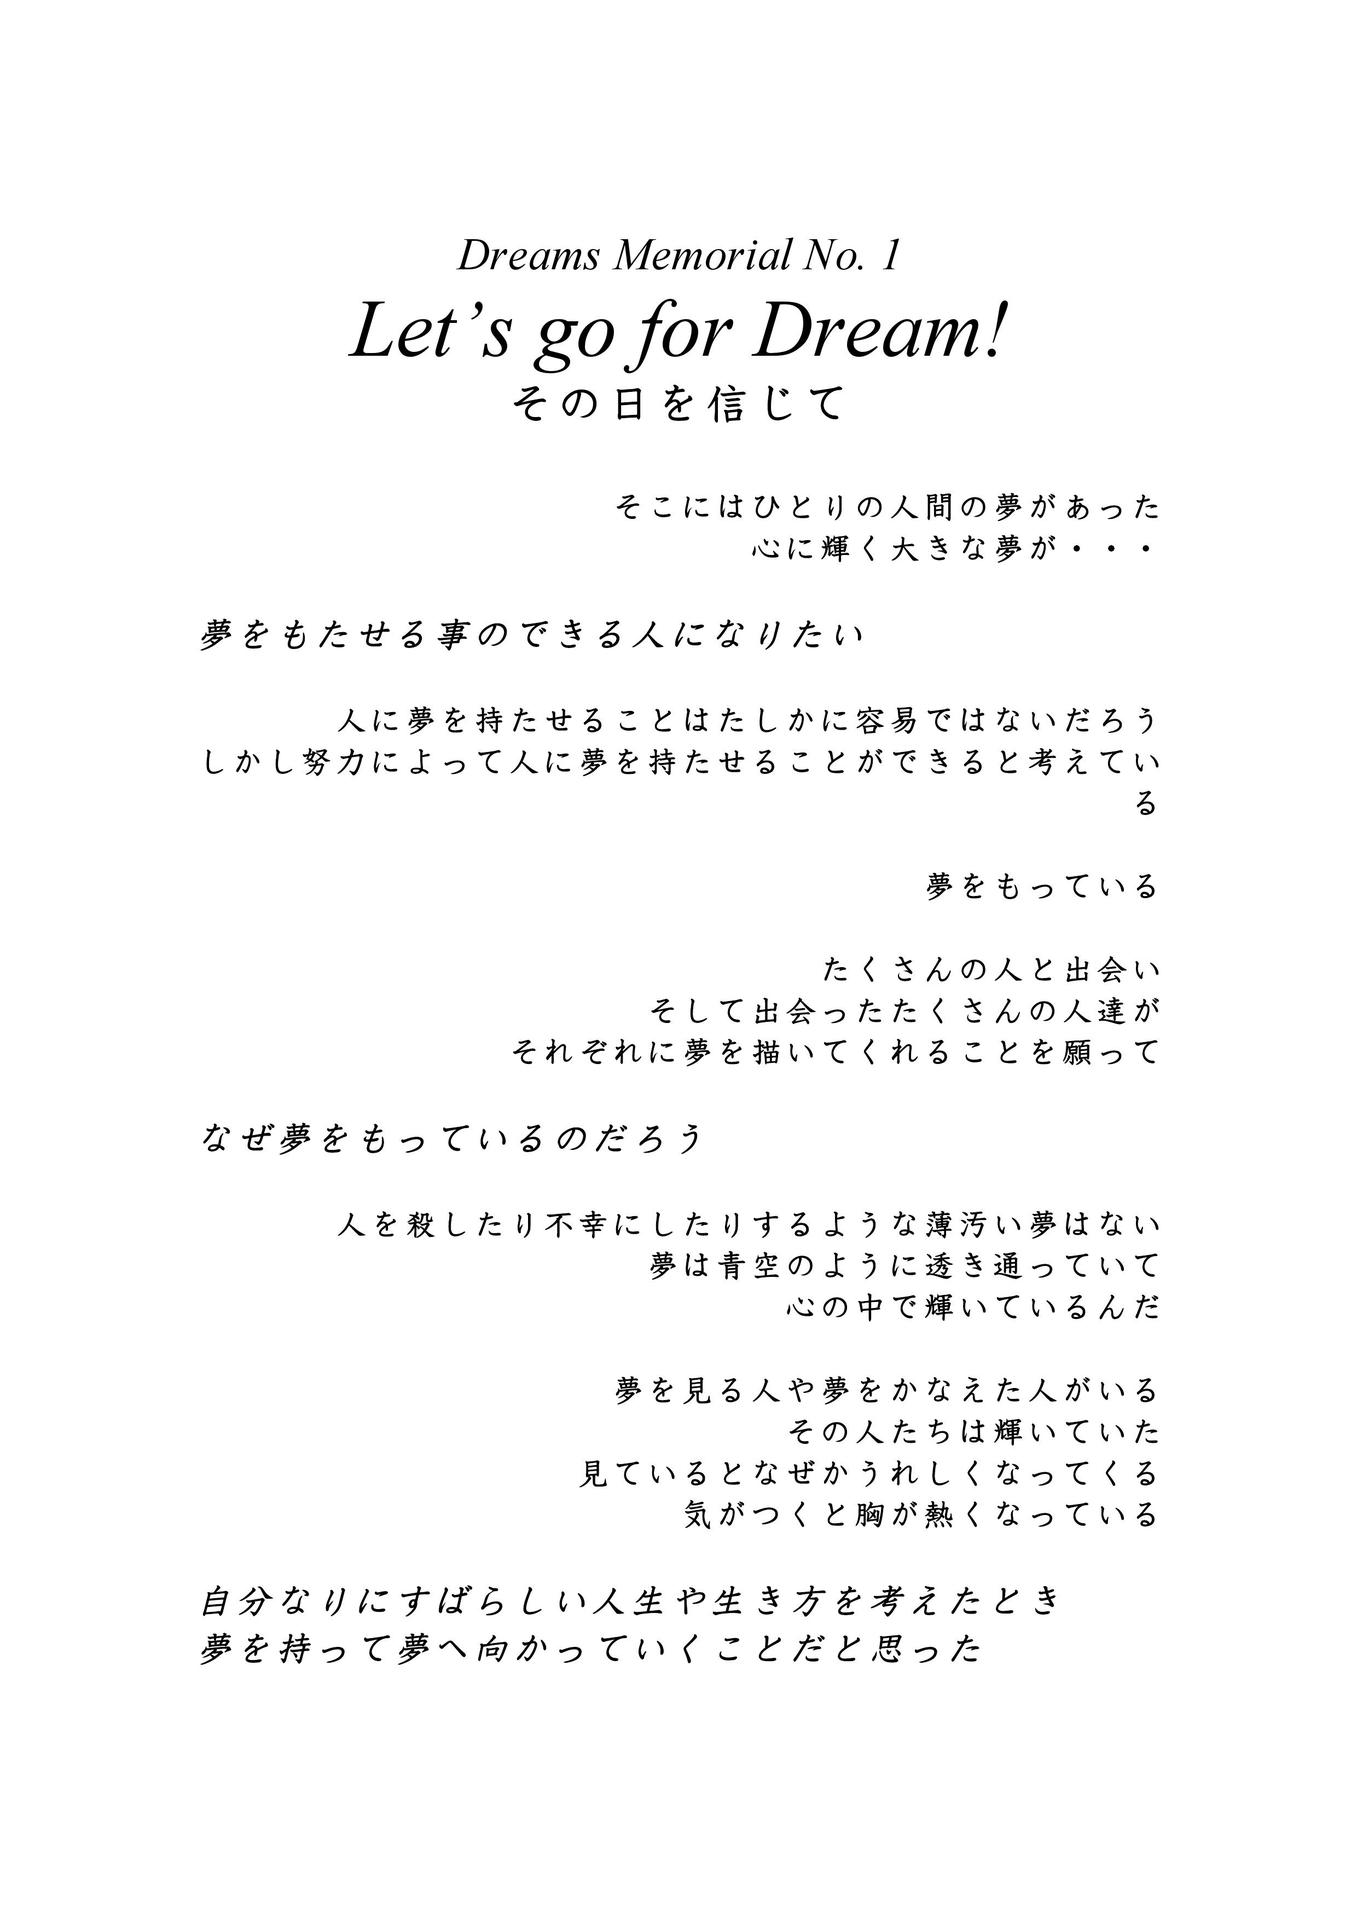 Dreams Memorial No. 1
Let’s go for Dream!
その日を信じて
そこにはひとりの人間の夢があった
心に輝く大きな夢が・・・
夢をもたせる事のできる人になりたい
人に夢を持たせることはたしかに容易ではないだろう
しかし努力によって人に夢を持たせることができると考えてい
る
夢をもっている
たくさんの人と出会い
そして出会ったたくさんの人達が
それぞれに夢を描いてくれることを願って
なぜ夢をもっているのだろう
人を殺したり不幸にしたりするような薄汚い夢はない
夢は青空のように透き通っていて
心の中で輝いているんだ
夢を見る人や夢をかなえた人がいる
その人たちは輝いていた
見ているとなぜかうれしくなってくる
気がつくと胸が熱くなっている
自分なりにすばらしい人生や生き方を考えたとき
夢を持って夢へ向かっていくことだと思った